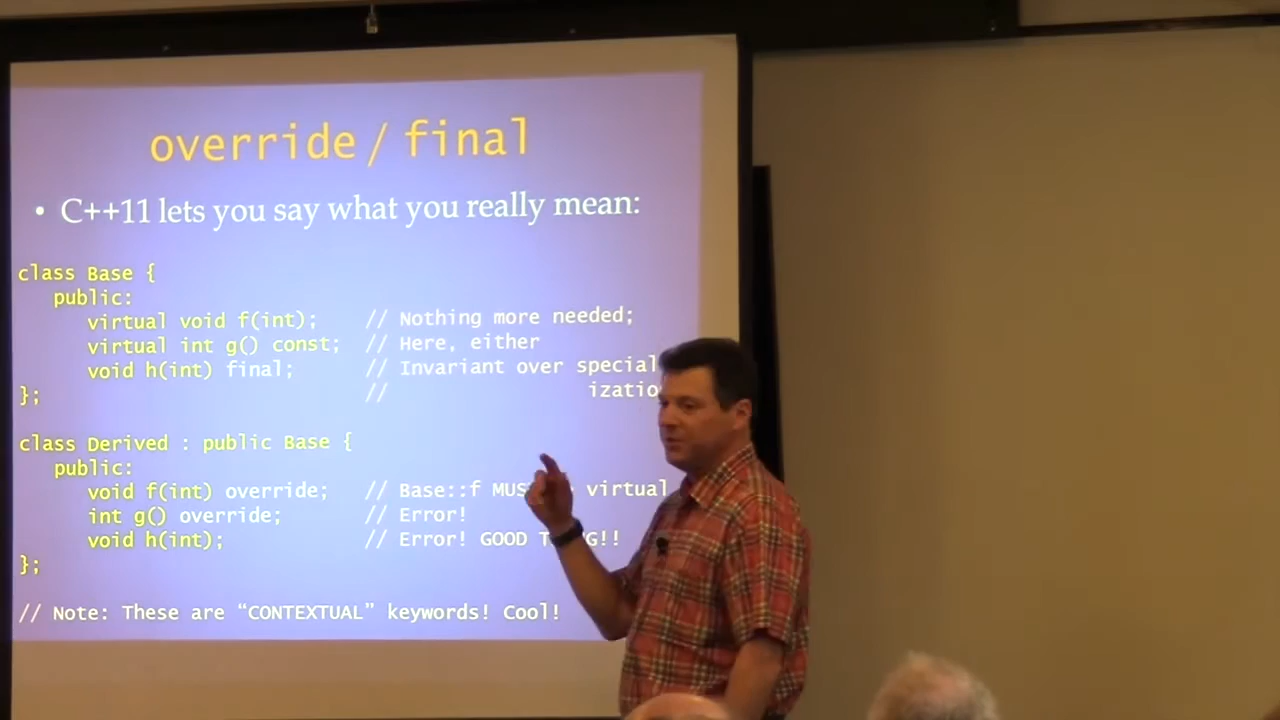 override / final
• C++11 lets you say what you really mean:
class Base {
public:
virtual void f(int); // Nothing more needed;
virtual int g() const; // Here, either
void h(int) final; // Invariant over special
// izatio
};
class Derived : public Base {
public:
void f(int) override; // Base::f virtual
int g() override; // Error!
void h(int); // Error! GOOD
};
// Note: These are “CONTEXTUAL” keywords! Cool!